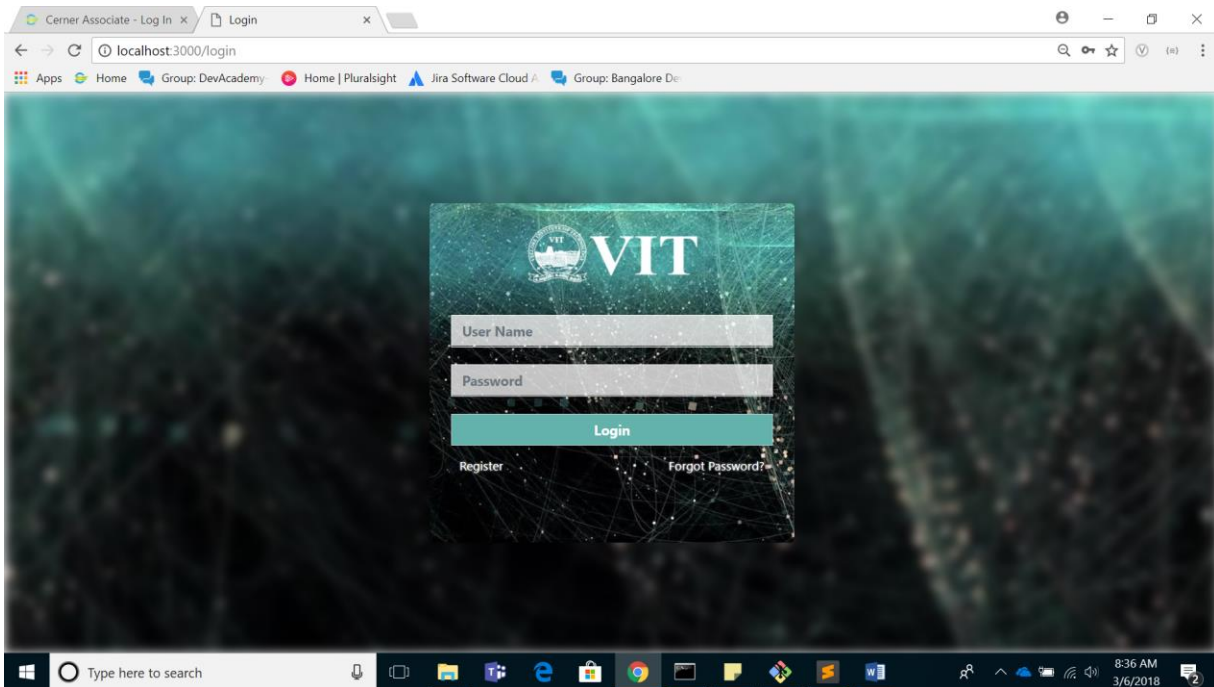 Cerner Associate - Log In
Login
localhost:3000/login
Apps
Home
Group: DevAcademy-
Home | Pluralsight
Jira Software Cloud A
Group: Bangalore De
VIT
VIT
User Name
Password
Login
Register
Forgot Password?
Type here to search
8:36 AM
3/6/2018
2